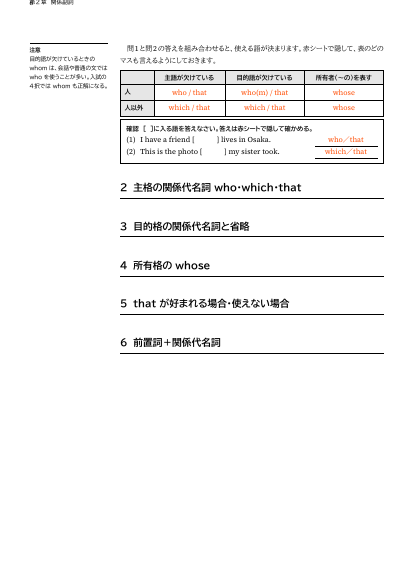 第2章 関係詞
注意
目的語が欠けているときの
whom は、会話や普通の文では
who を使うことが多い。入試の
4択では whom も正解になる。
問1と問2の答えを組み合わせると、使える語が決まります。赤シートで隠して、表のどの
マスも言えるようにしておきます。
主語が欠けている 目的語が欠けている 所有者(〜の)を表す
人 who / that who(m) / that whose
人以外 which / that which / that whose
確認 [ ]に入る語を答えなさい。答えは赤シートで隠して確かめる。
(1) I have a friend [ ] lives in Osaka. who/that
(2) This is the photo [ ] my sister took. which/that
2 主格の関係代名詞 who・which・that
3 目的格の関係代名詞と省略
4 所有格の whose
5 that が好まれる場合・使えない場合
6 前置詞+関係代名詞